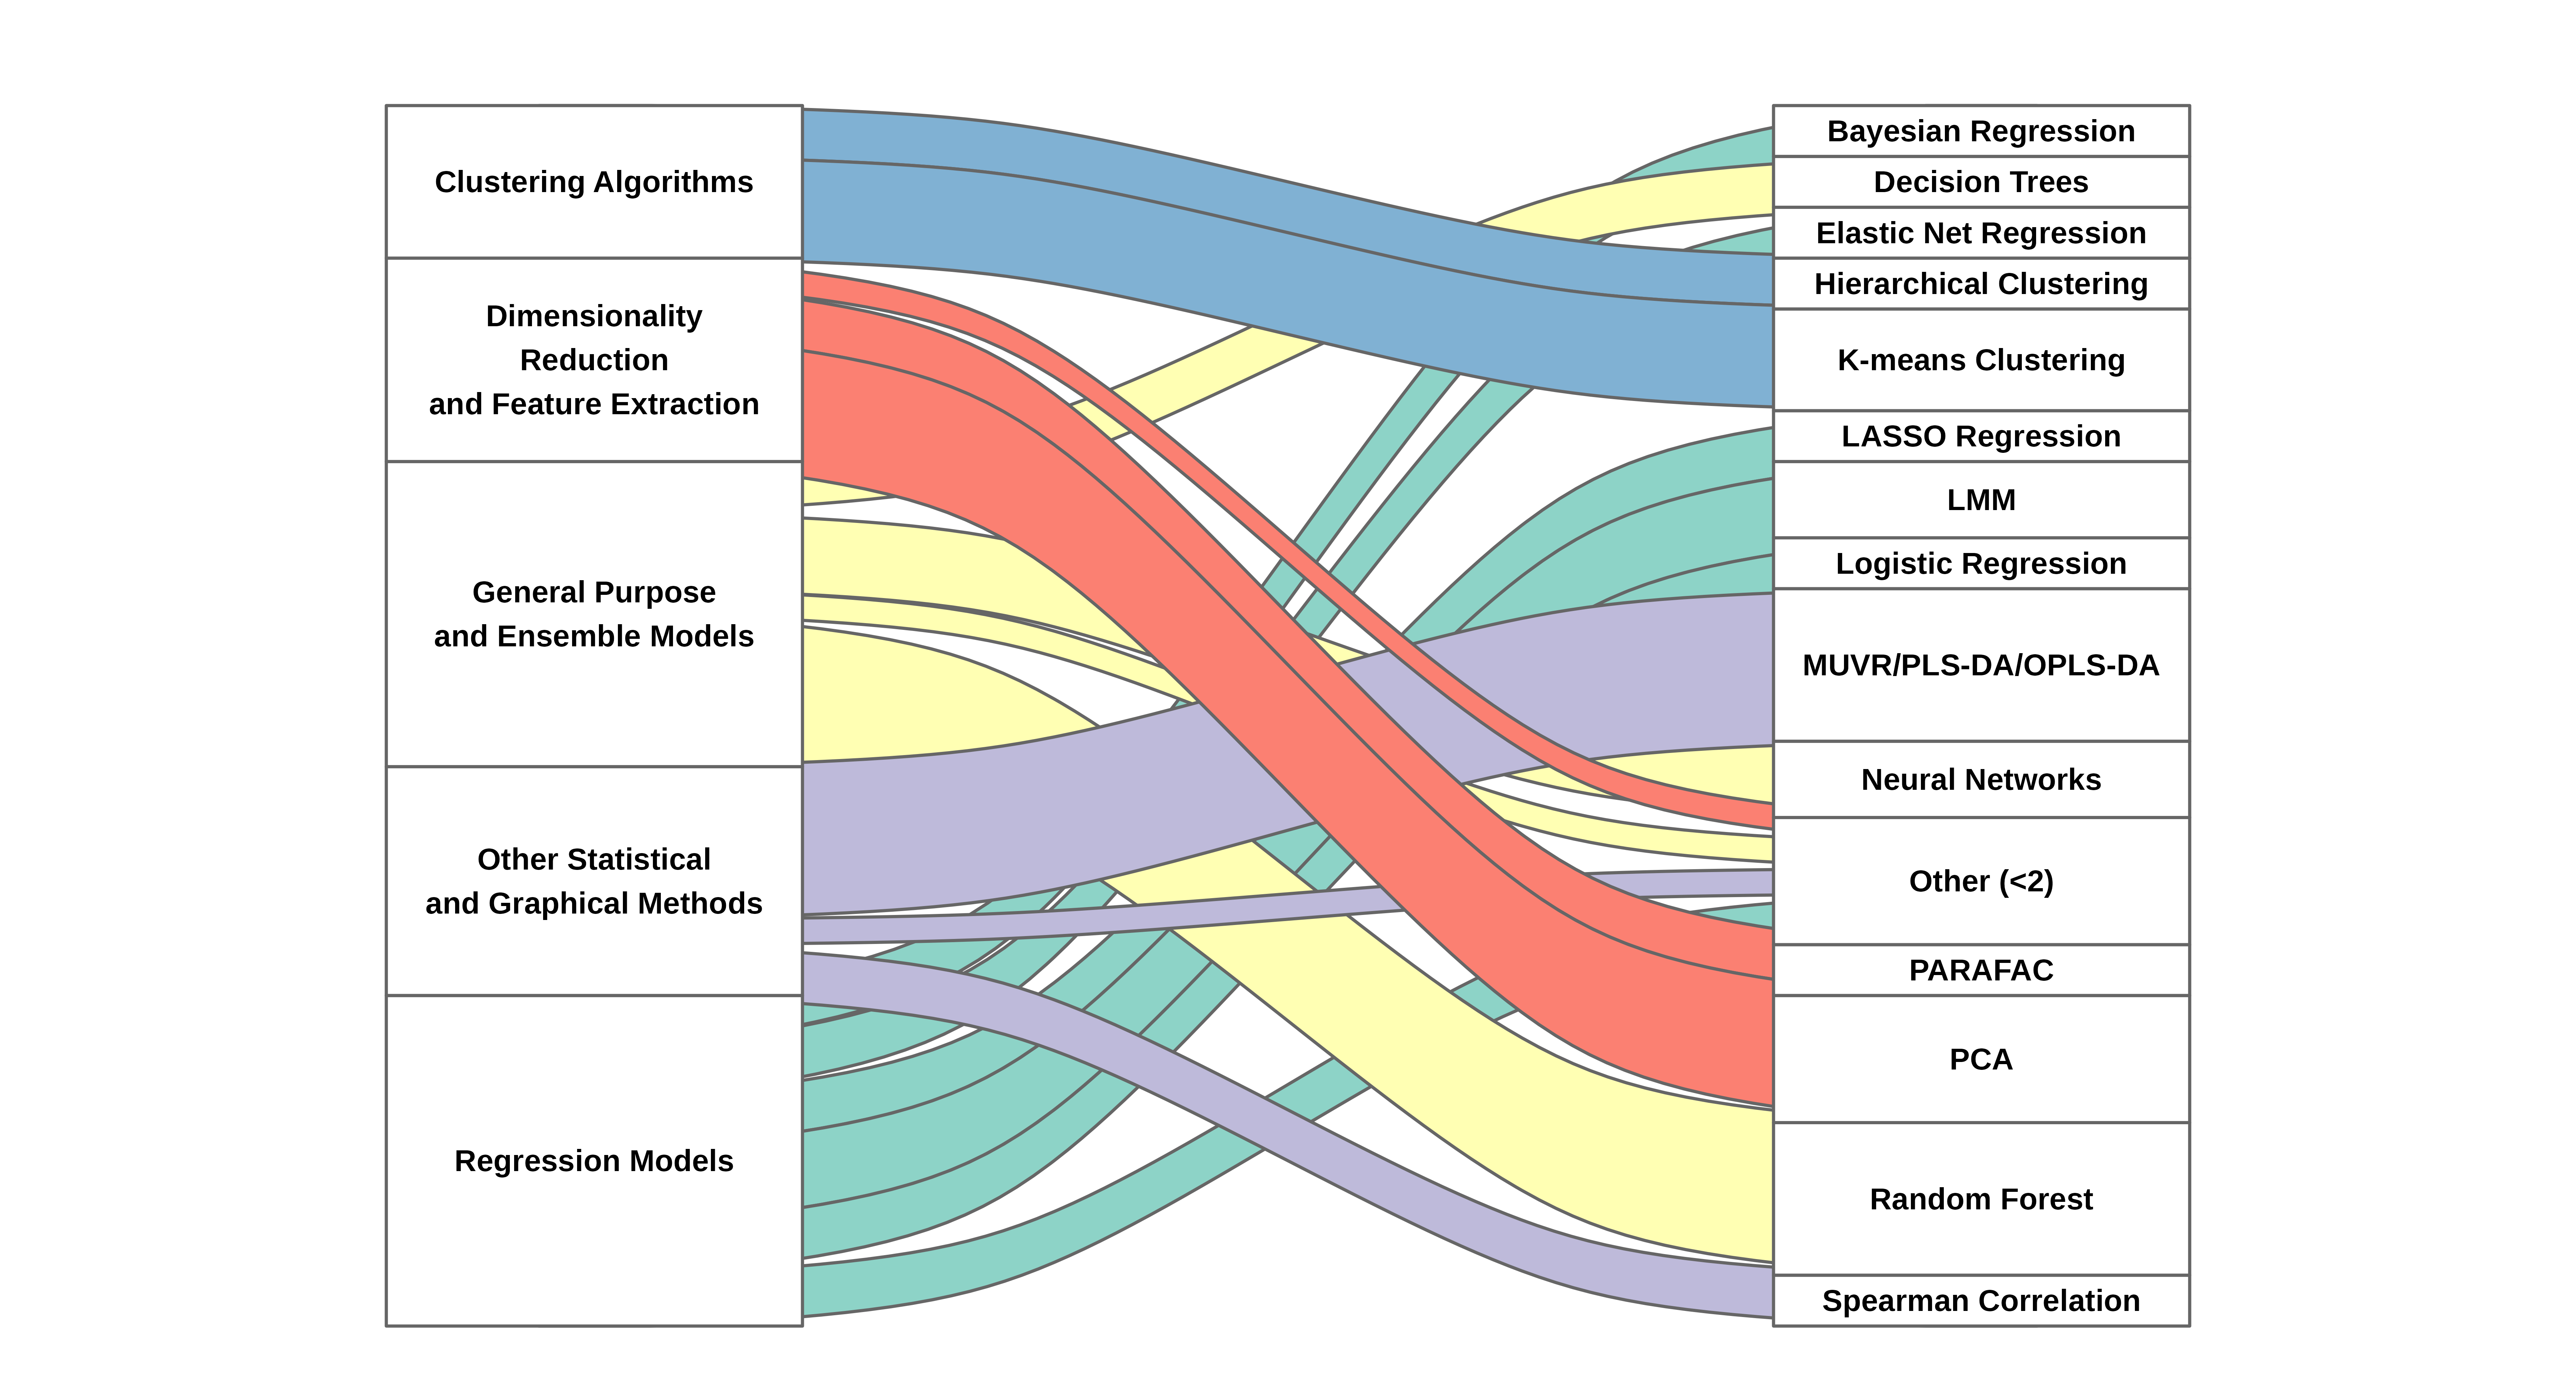 Clustering Algorithms
Dimensionality
Reduction
and Feature Extraction
General Purpose
and Ensemble Models
Other Statistical
and Graphical Methods
Regression Models
Bayesian Regression
Decision Trees
Elastic Net Regression
Hierarchical Clustering
K-means Clustering
LASSO Regression
LMM
Logistic Regression
MUVR/PLS-DA/OPLS-DA
Neural Networks
Other (<2)
PARAFAC
PCA
Random Forest
Spearman Correlation